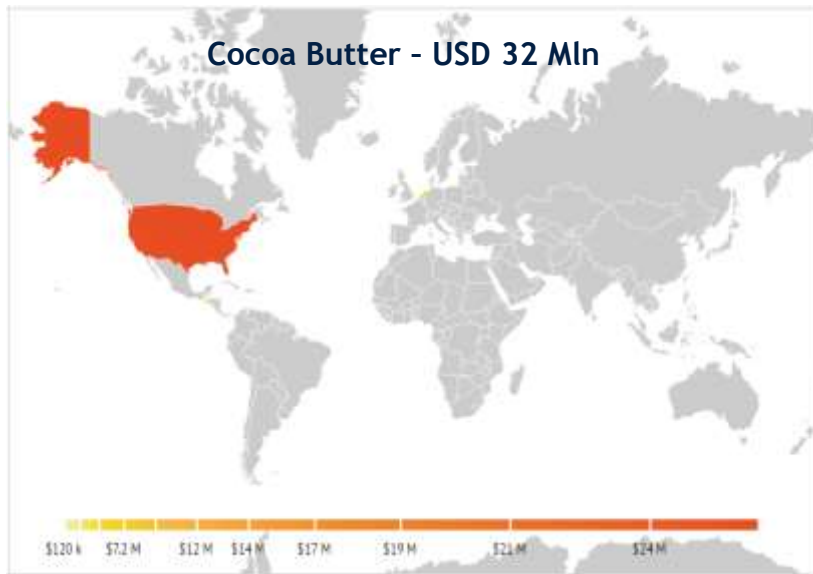 Cocoa Butter – USD 32 Mln
$120 k $7.2 M $12 M $14 M $17 M $19 M $21 M $24 M